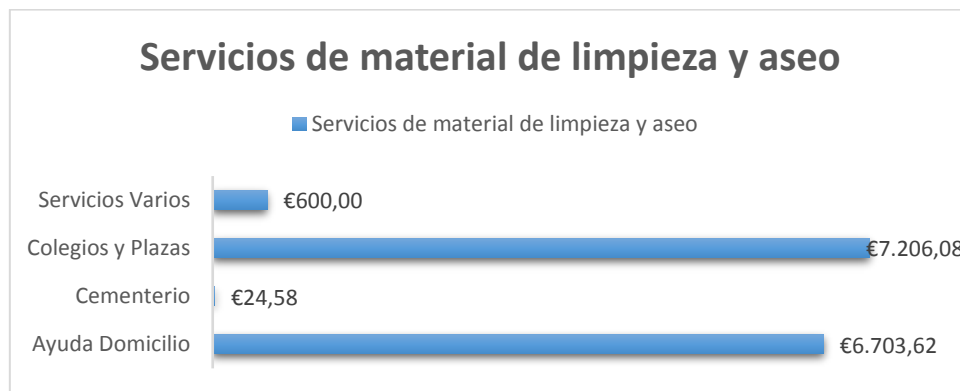 Servicios de material de limpieza y aseo
Servicios de material de limpieza y aseo
Servicios Varios €600,00
Colegios y Plazas €7.206,08
Cementerio €24,58
Ayuda Domicilio €6.703,62